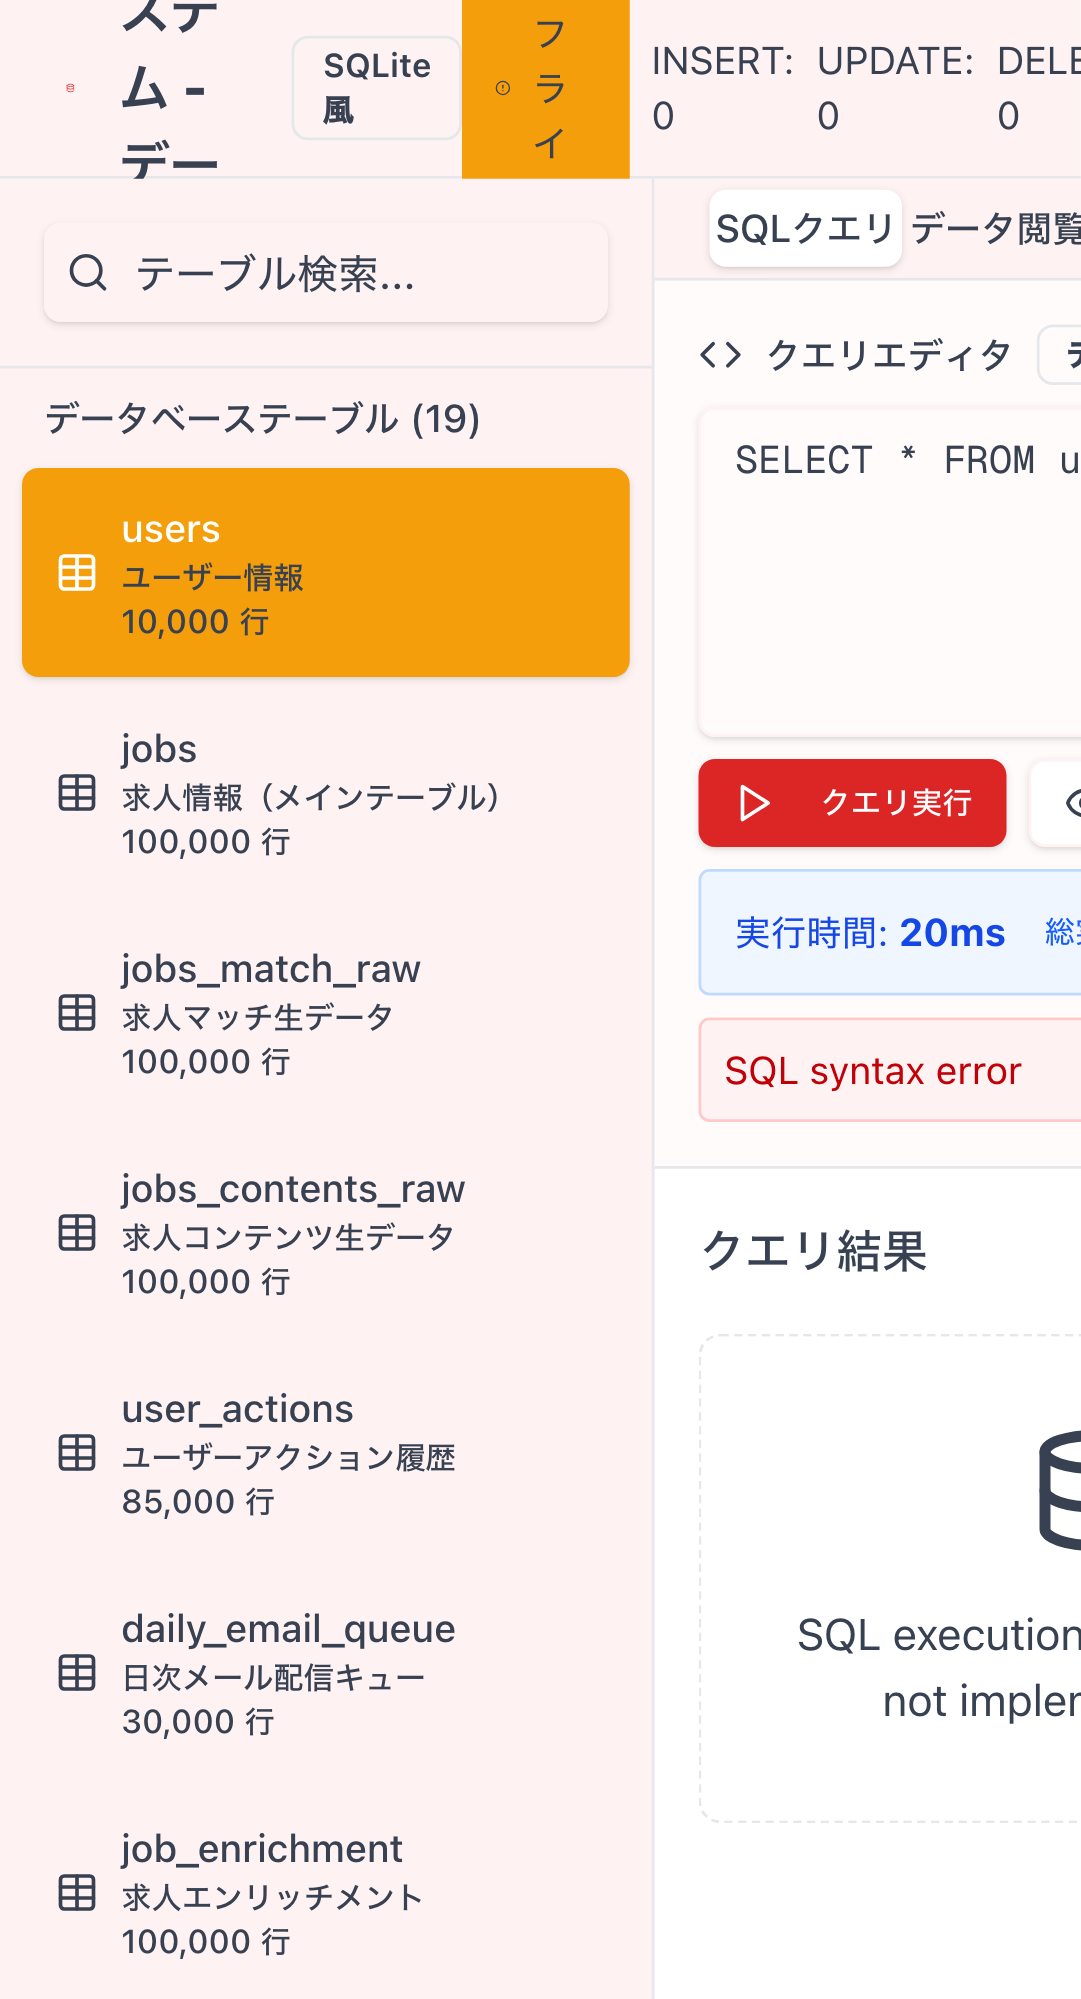 ステ
ム -
デー
SQLite
風
フ
ラ
イ
INSERT:
0
UPDATE:
0
DELE
0
テーブル検索...
データベーステーブル (19)
users
ユーザー情報
10,000 行
jobs
求人情報（メインテーブル）
100,000 行
jobs_match_raw
求人マッチ生データ
100,000 行
jobs_contents_raw
求人コンテンツ生データ
100,000 行
user_actions
ユーザーアクション履歴
85,000 行
daily_email_queue
日次メール配信キュー
30,000 行
job_enrichment
求人エンリッチメント
100,000 行
SQLクエリ データ閲覧
クエリエディタ
SELECT * FROM u
クエリ実行
実行時間: 20ms 総
SQL syntax error
クエリ結果
SQL execution
not impler